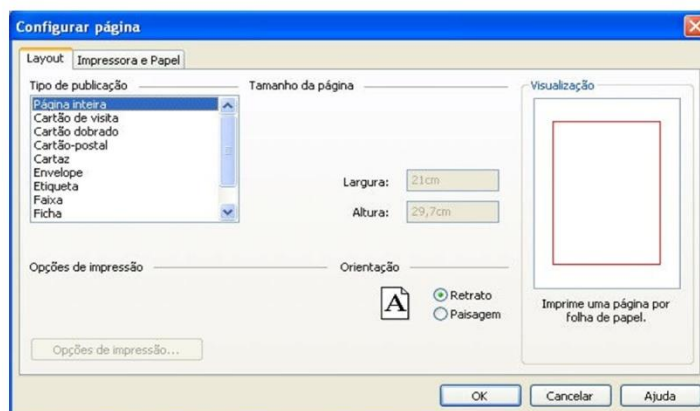 Configurar página
Layout
Impressora e Papel
Tipo de publicação
Página inteira
Cartão de visita
Cartão dobrado
Cartão-postal
Cartaz
Envelope
Etiqueta
Faixa
Ficha
Tamanho da página
Largura: 21cm
Altura: 29,7cm
Visualização
Imprime uma página por
folha de papel.
Opções de impressão
Opções de impressão...
Orientação
A
Retrato
Paisagem
OK
Cancelar
Ajuda